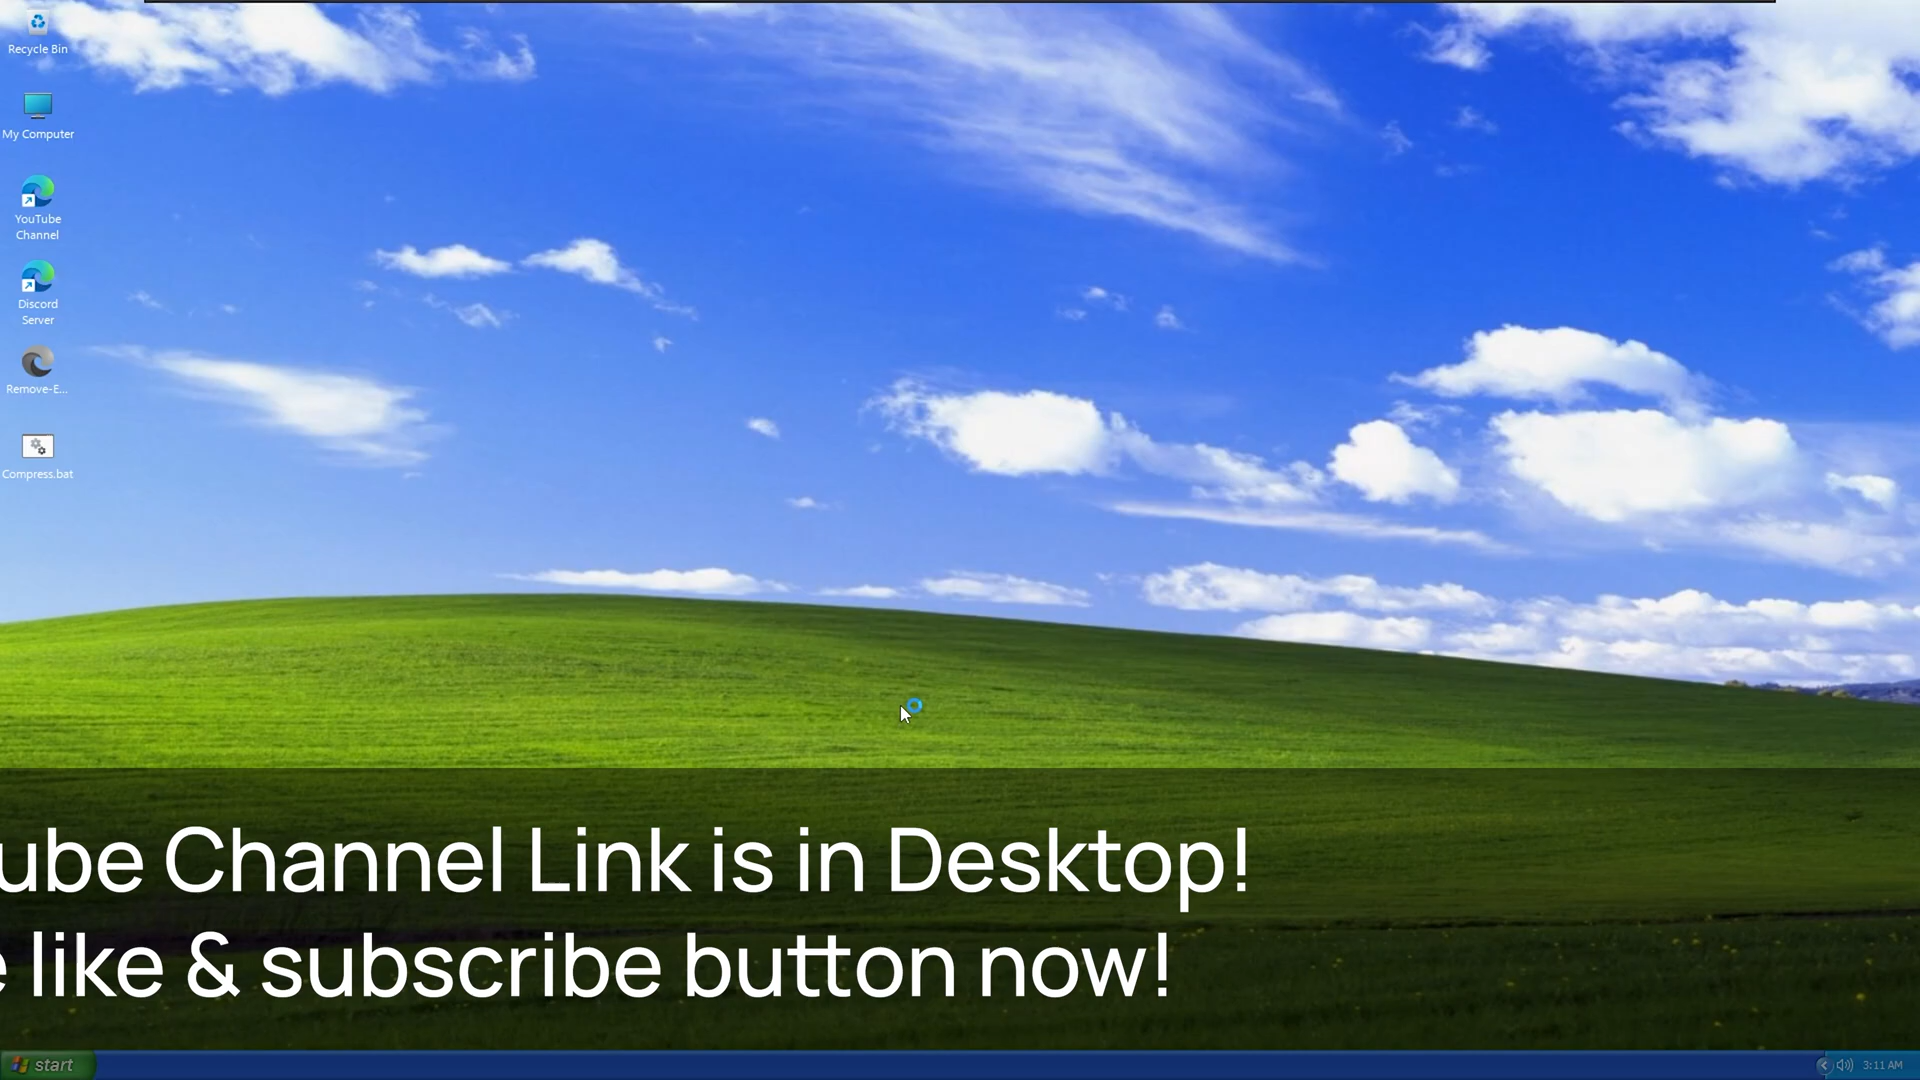 Recycle Bin
My Computer
YouTube
Channel
Discord
Server
Remove-E...
Compress.bat
ube Channel Link is in Desktop!
e like & subscribe button now!
start
3:11 AM